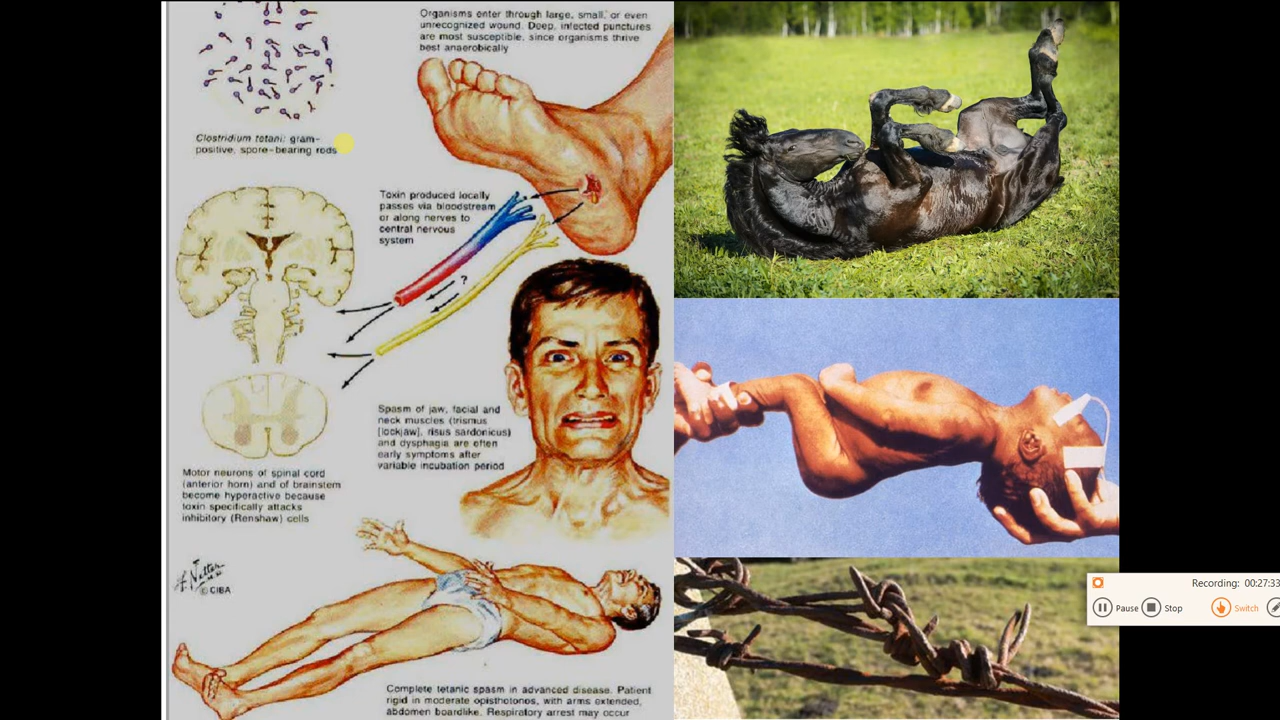 Organisms enter through large, small, or even
unrecognized wound. Deep, infected punctures
are most susceptible, since organisms thrive
best anaerobically
Clostridium tetani: gram-
positive, spore-bearing rods
Toxin produced locally
passes via bloodstream
or along nerves to
central nervous
system
?
Spasm of jaw, facial and
neck muscles (trismus
[lockjaw], risus sardonicus)
and dysphagia are often
early symptoms after
variable incubation period
Motor neurons of spinal cord
(anterior horn) and of brainstem
become hyperactive because
toxin specifically attacks
inhibitory (Renshaw) cells
F. Netter
© CIBA
Complete tetanic spasm in advanced disease. Patient
rigid in moderate opisthotonos, with arms extended,
abdomen boardlike. Respiratory arrest may occur
Recording: 00:27:33
Pause Stop Switch